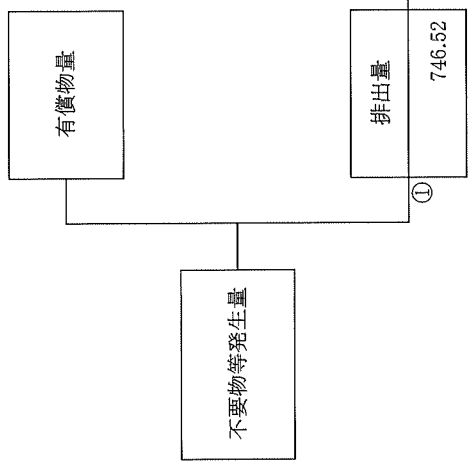 不要物等発生量
有償物量
①
排出量
746.52